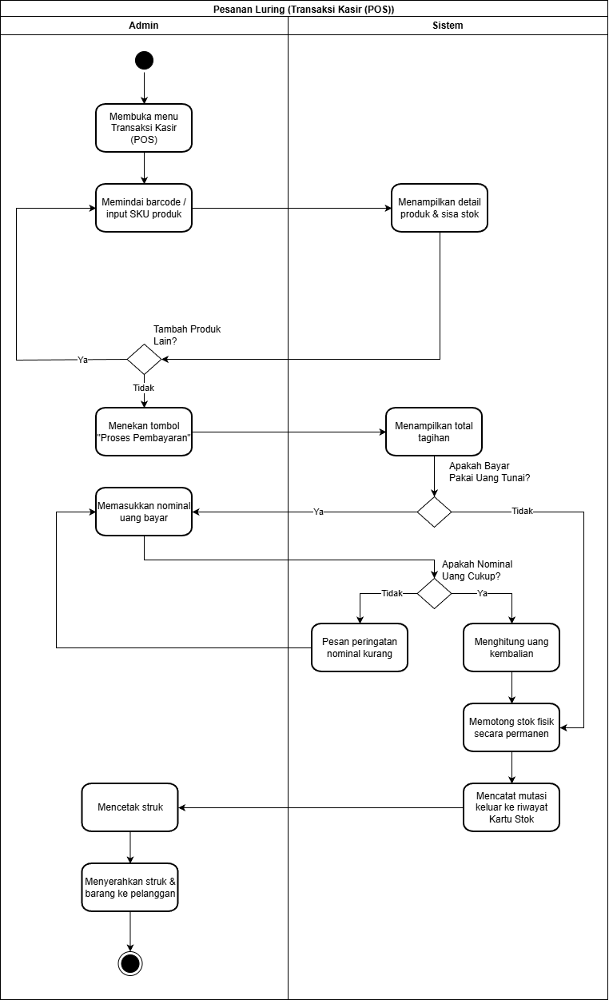 Pesanan Luring (Transaksi Kasir (POS))
Admin
Sistem
Membuka menu
Transaksi Kasir
(POS)
Memindai barcode /
input SKU produk
Menampilkan detail
produk & sisa stok
Tambah Produk
Lain?
Ya
Tidak
Menekan tombol
"Proses Pembayaran"
Menampilkan total
tagihan
Apakah Bayar
Pakai Uang Tunai?
Memasukkan nominal
uang bayar
Ya
Tidak
Apakah Nominal
Uang Cukup?
Tidak
Ya
Pesan peringatan
nominal kurang
Menghitung uang
kembalian
Memotong stok fisik
secara permanen
Mencetak struk
Mencatat mutasi
keluar ke riwayat
Kartu Stok
Menyerahkan struk &
barang ke pelanggan